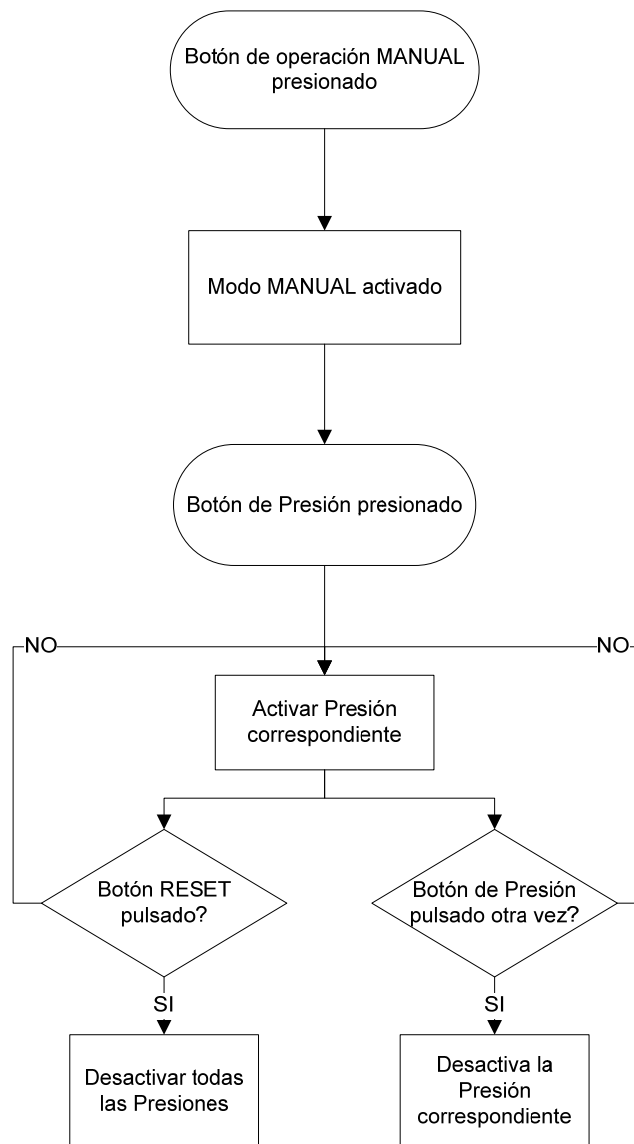 Botón de operación MANUAL
presionado
Modo MANUAL activado
Botón de Presión presionado
NO
NO
Activar Presión
correspondiente
Botón RESET
pulsado?
Botón de Presión
pulsado otra vez?
SI
SI
Desactivar todas
las Presiones
Desactiva la
Presión
correspondiente